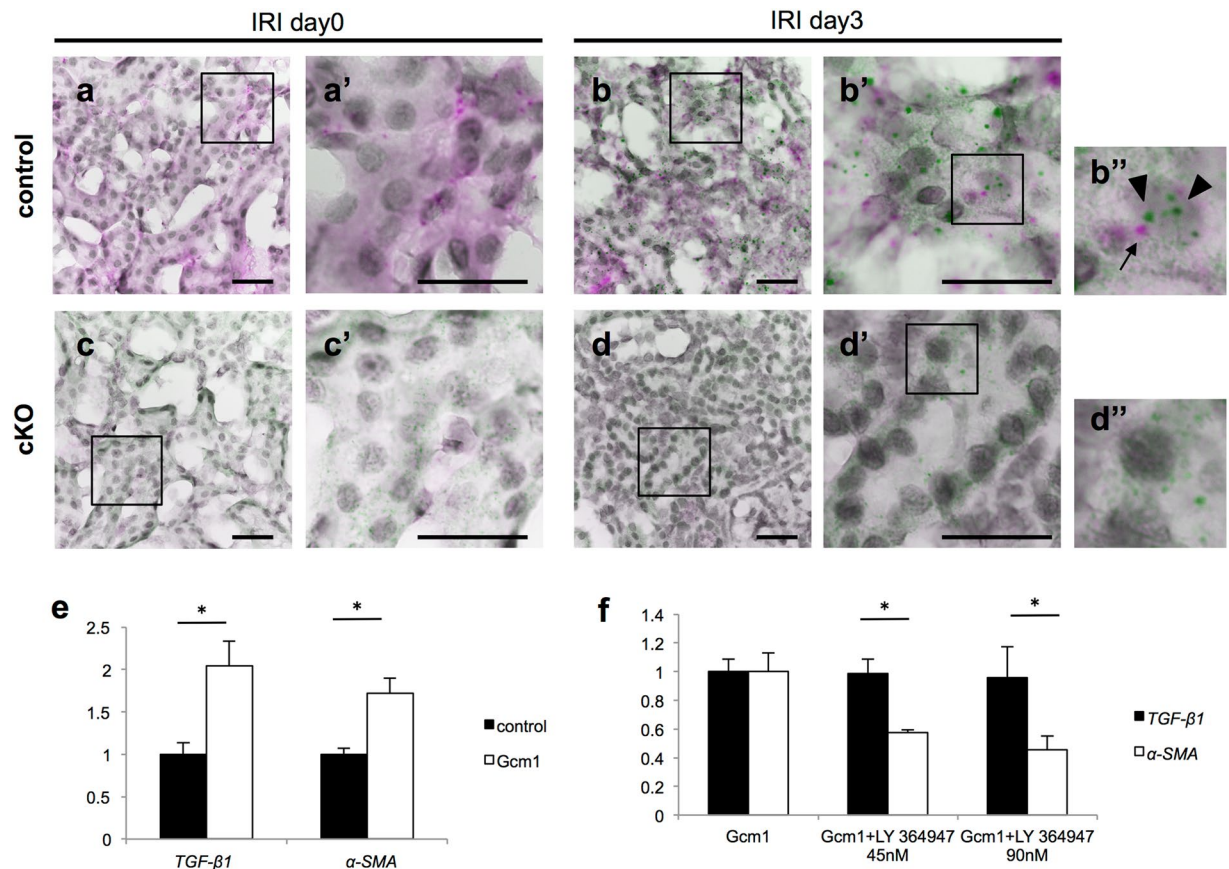 IRI day0
IRI day3
control
a
a'
b
b'
b"
cKO
c
c'
d
d'
d"
e
2.5
2
1.5
1
0.5
0
*
*
TGF-β1
α-SMA
control
Gcm1
f
1.4
1.2
1
0.8
0.6
0.4
0.2
0
*
*
Gcm1
Gcm1+LY 364947
45nM
Gcm1+LY 364947
90nM
TGF-β1
α-SMA